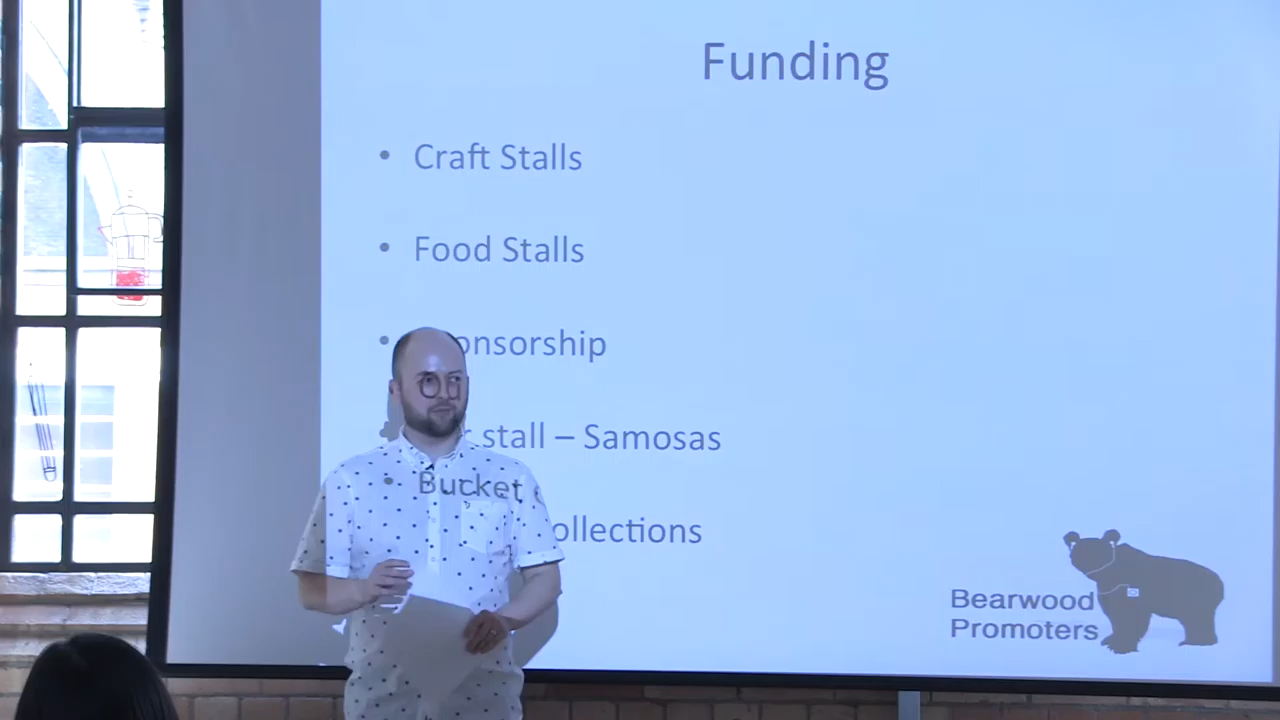 Funding
• Craft Stalls
• Food Stalls
• onsorship
r stall – Samosas
• Bucket c
ollections
Bearwood
Promoters